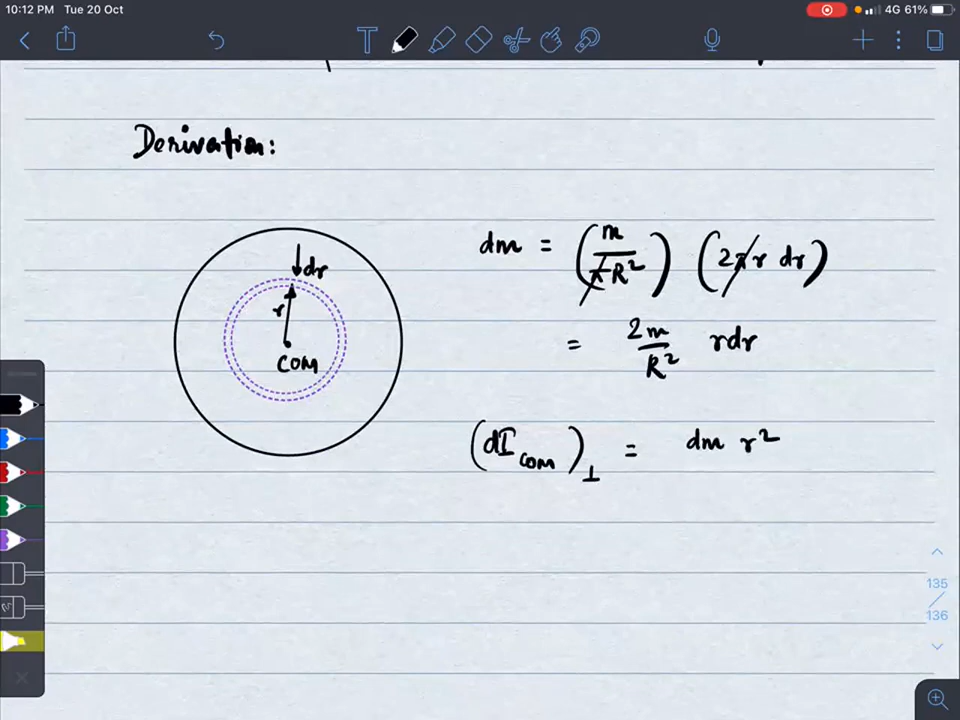 10:12 PM Tue 20 Oct 4G 61%
T
Derivation:
dr
r
COM
dm = (m/πR²) (2πr dr)
= 2m/R² rdr
(dI_COM)⊥ = dm r²
135
136